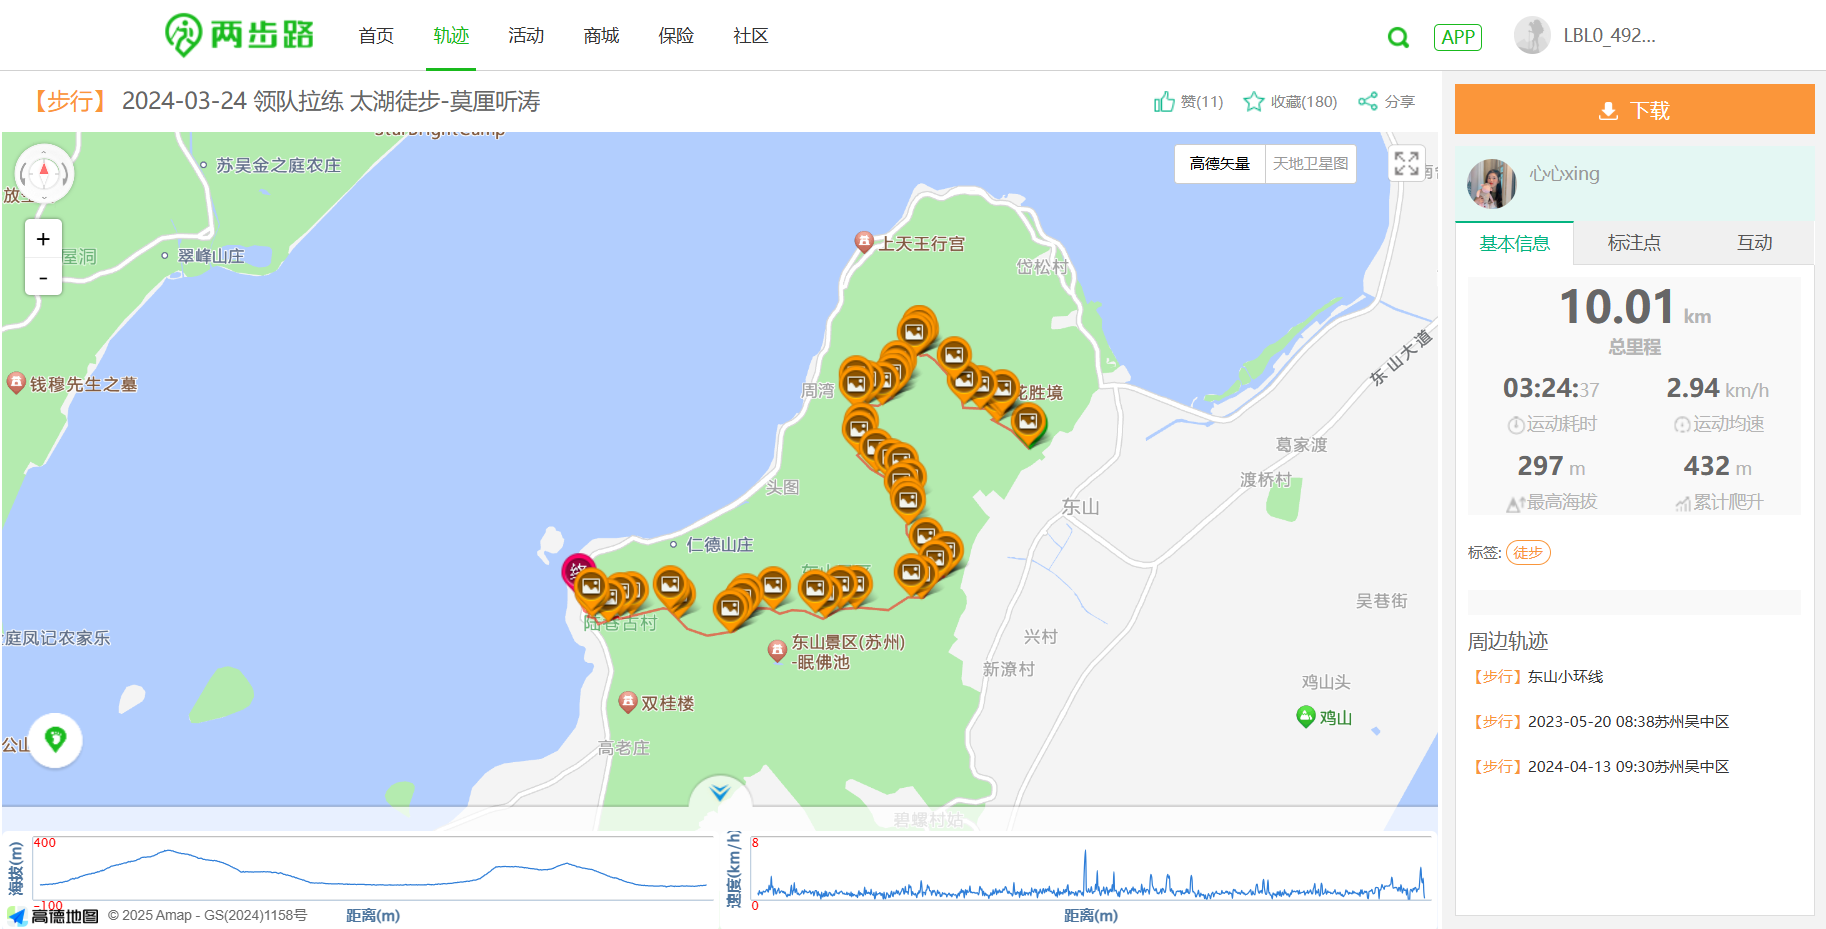 两步路
首页
轨迹
活动
商城
保险
社区
APP
LBL0_492...
【步行】 2024-03-24 领队拉练 太湖徒步-莫厘听涛
赞(11)
收藏(180)
分享
下载
苏吴金之庭农庄
高德矢量
天地卫星图
+
-
屋洞
翠峰山庄
上天王行宫
岱松村
东山大道
钱穆先生之墓
周湾
花胜境
葛家渡
渡桥村
头图
东山
仁德山庄
终
陆巷古村
吴巷街
庭凤记农家乐
东山景区(苏州)
-眠佛池
兴村
新潦村
鸡山头
鸡山
双桂楼
公山
高老庄
碧螺村姑
海拔(m)
400
-100
高德地图
© 2025 Amap - GS(2024)1158号
距离(m)
速度(km/h)
8
0
距离(m)
心心xing
基本信息
标注点
互动
10.01 km
总里程
03:24:37
2.94 km/h
运动耗时
运动均速
297 m
432 m
最高海拔
累计爬升
标签: 徒步
周边轨迹
【步行】东山小环线
【步行】2023-05-20 08:38苏州吴中区
【步行】2024-04-13 09:30苏州吴中区